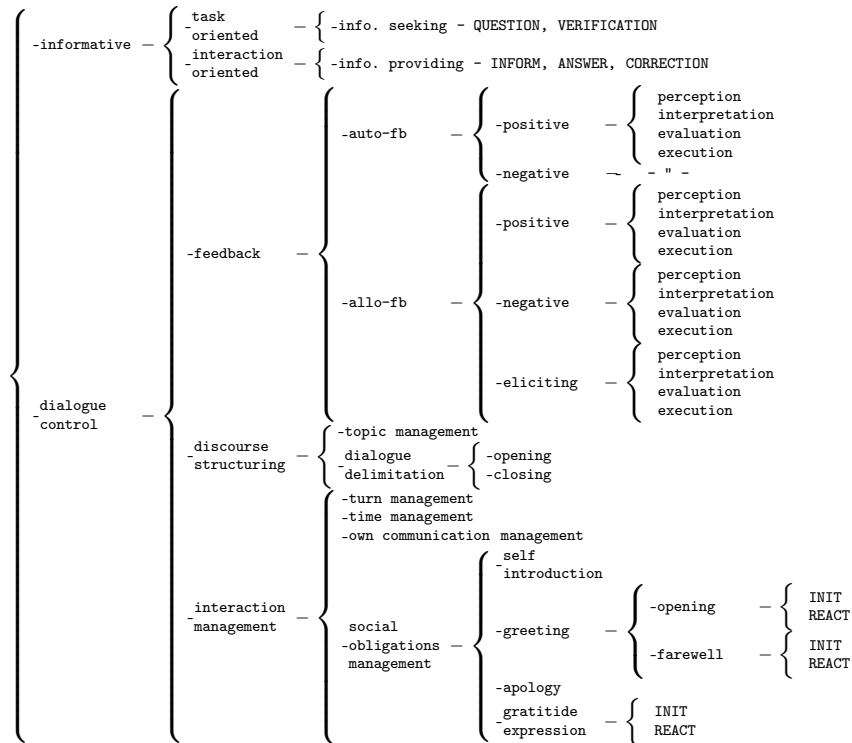 task
-oriented - -info. seeking - QUESTION, VERIFICATION
-informative -
interaction
-oriented - -info. providing - INFORM, ANSWER, CORRECTION
perception
interpretation
-auto-fb - -positive - evaluation
execution
-negative - - " -
perception
interpretation
-positive - evaluation
execution
-feedback -
perception
interpretation
-allo-fb - -negative - evaluation
execution
perception
interpretation
-eliciting - evaluation
execution
-dialogue
control -
-topic management
-discourse
structuring -
-dialogue
delimitation - -opening
-closing
-turn management
-time management
-own communication management
-self
introduction
-interaction
management -
social
-obligations -
management
-greeting -
-opening - INIT
REACT
-farewell - INIT
REACT
-apology
-gratitide
expression - INIT
REACT